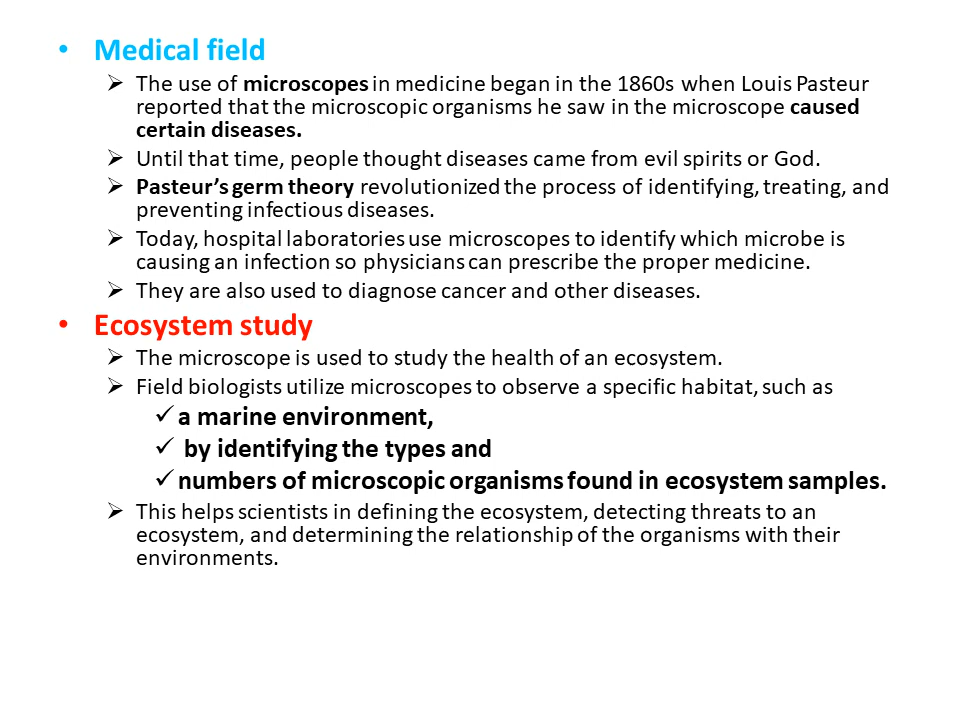 • Medical field
➢ The use of microscopes in medicine began in the 1860s when Louis Pasteur
reported that the microscopic organisms he saw in the microscope caused
certain diseases.
➢ Until that time, people thought diseases came from evil spirits or God.
➢ Pasteur’s germ theory revolutionized the process of identifying, treating, and
preventing infectious diseases.
➢ Today, hospital laboratories use microscopes to identify which microbe is
causing an infection so physicians can prescribe the proper medicine.
➢ They are also used to diagnose cancer and other diseases.
• Ecosystem study
➢ The microscope is used to study the health of an ecosystem.
➢ Field biologists utilize microscopes to observe a specific habitat, such as
✓ a marine environment,
✓ by identifying the types and
✓ numbers of microscopic organisms found in ecosystem samples.
➢ This helps scientists in defining the ecosystem, detecting threats to an
ecosystem, and determining the relationship of the organisms with their
environments.